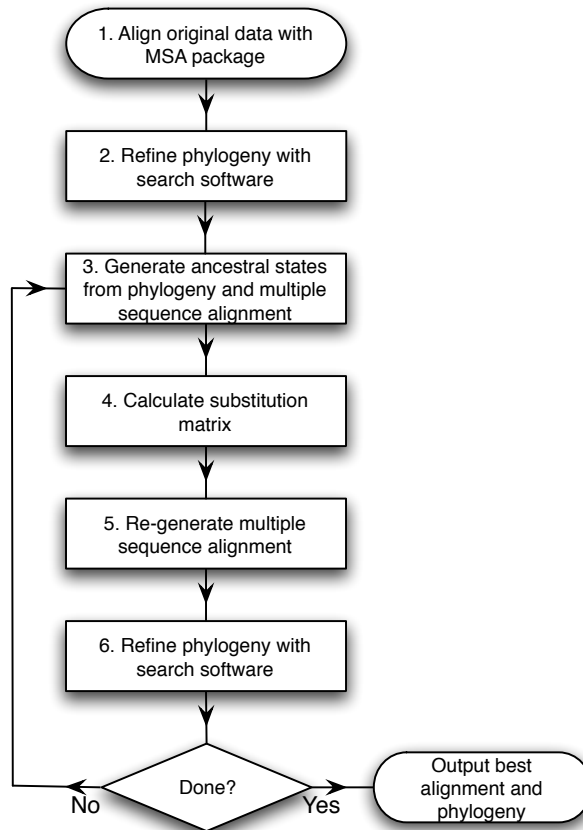 1. Align original data with
MSA package
2. Refine phylogeny with
search software
3. Generate ancestral states
from phylogeny and multiple
sequence alignment
4. Calculate substitution
matrix
5. Re-generate multiple
sequence alignment
6. Refine phylogeny with
search software
Done?
No
Yes
Output best
alignment and
phylogeny